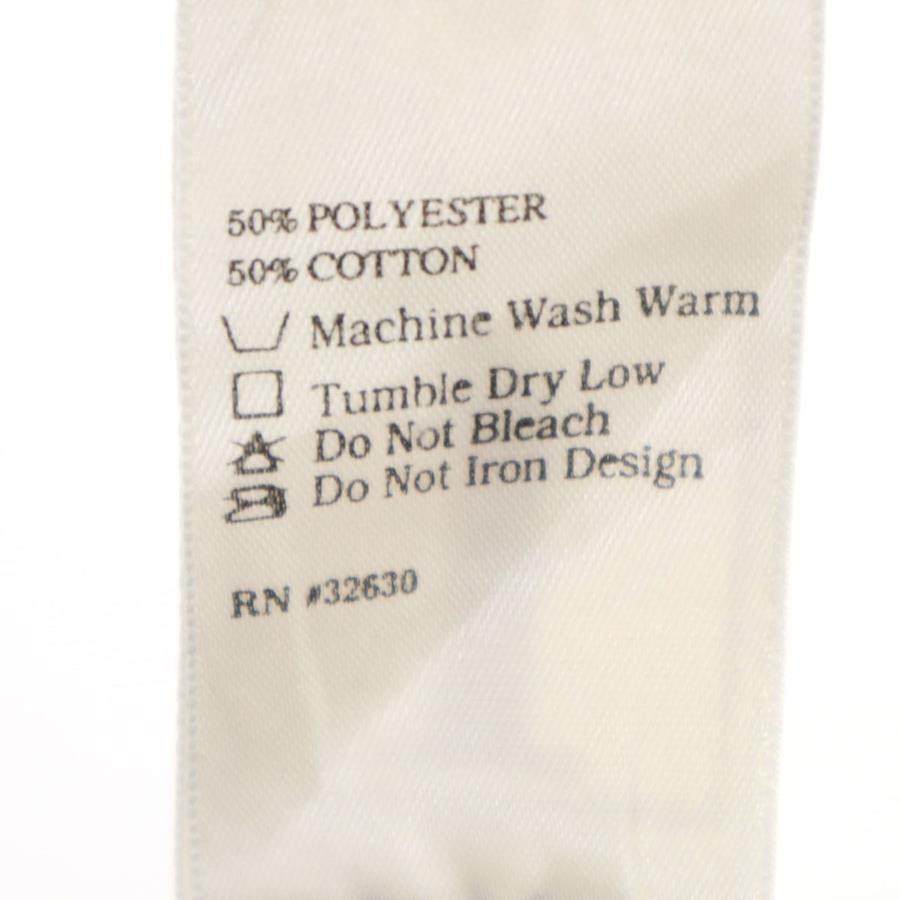 50% POLYESTER
50% COTTON
Machine Wash Warm
Tumble Dry Low
Do Not Bleach
Do Not Iron Design
RN #32630